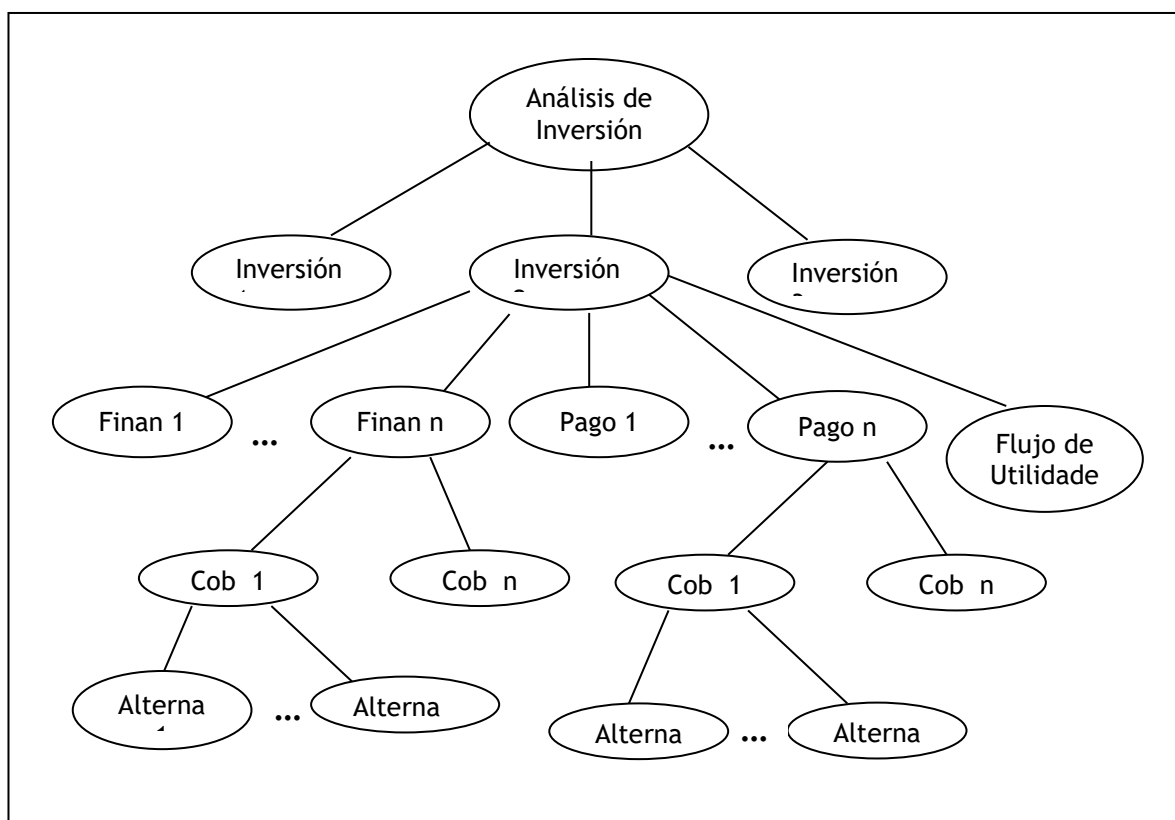 Análisis de
Inversión
Inversión
Inversión
Inversión
Finan 1
...
Finan n
Pago 1
...
Pago n
Flujo de
Utilidade
Cob 1
Cob n
Cob 1
Cob n
Alterna
...
Alterna
Alterna
...
Alterna